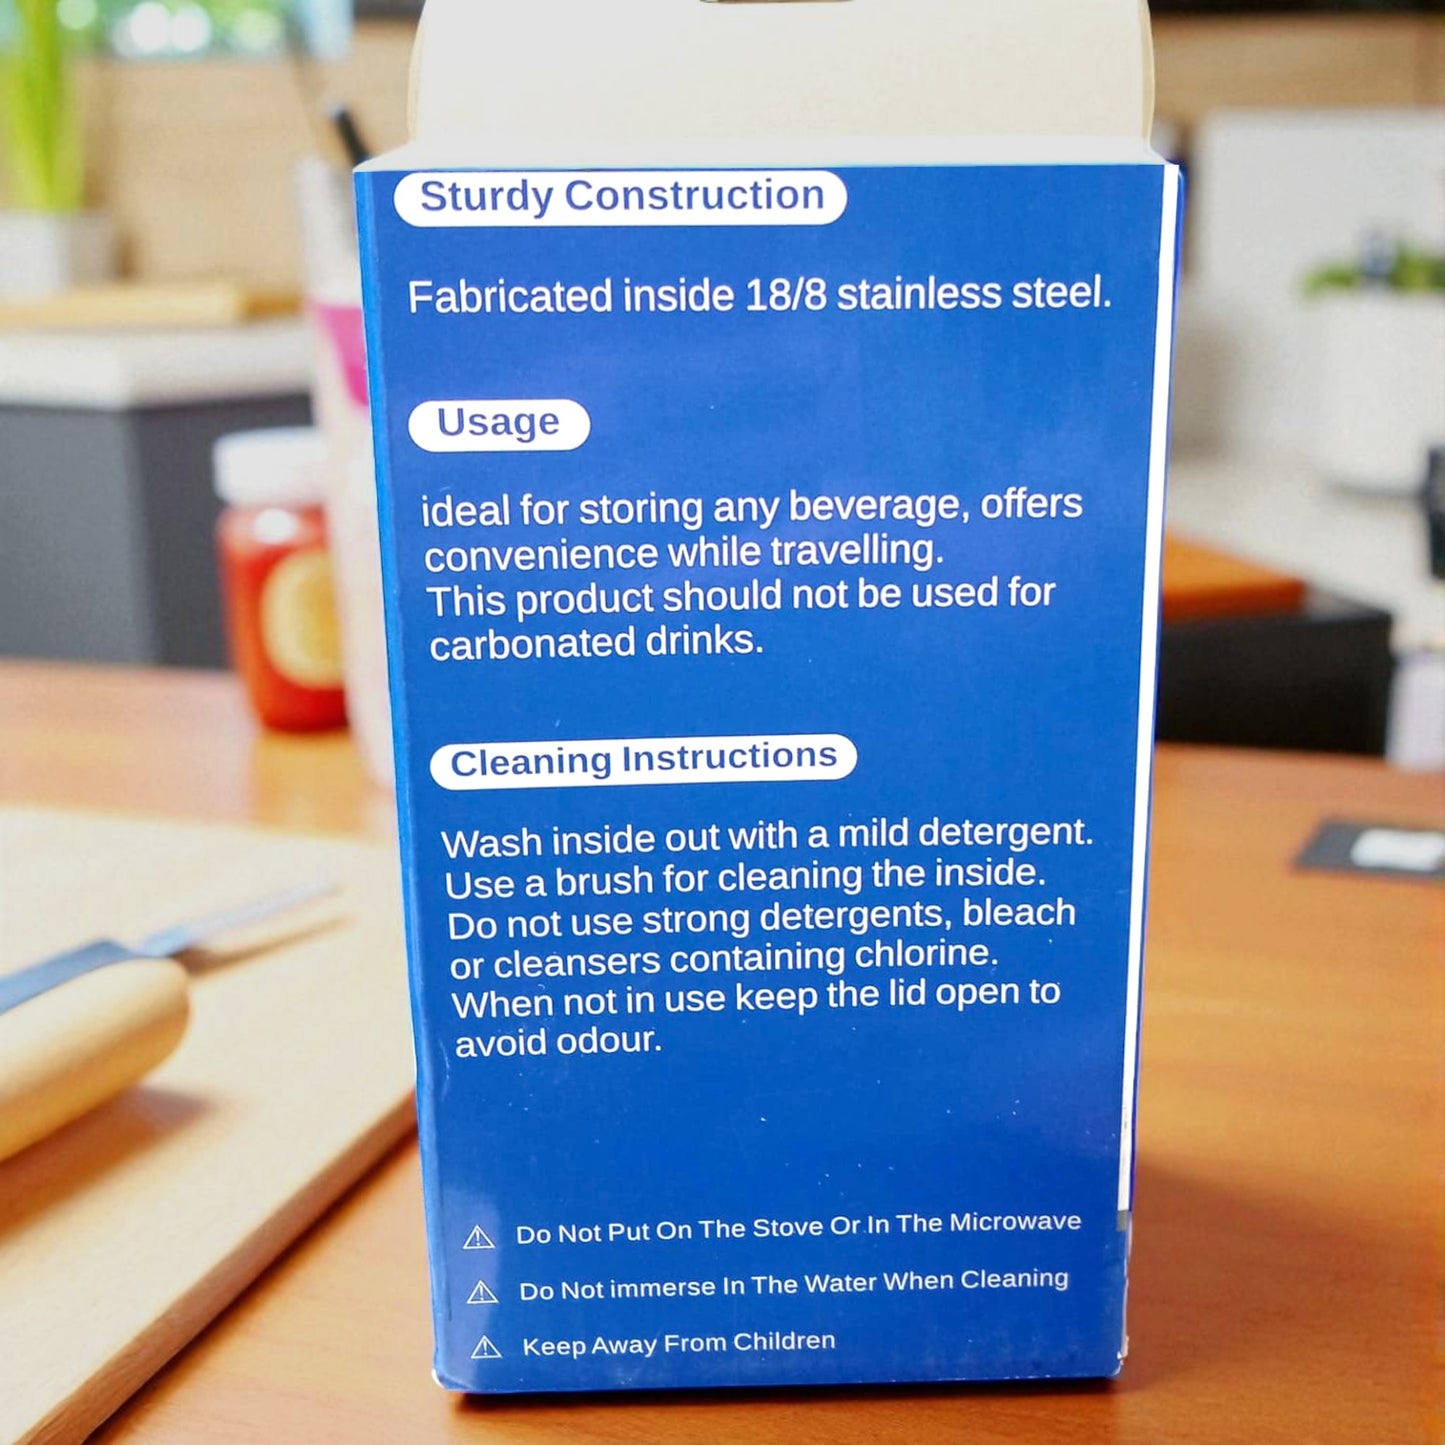 Sturdy Construction
Fabricated inside 18/8 stainless steel.
Usage
ideal for storing any beverage, offers
convenience while travelling.
This product should not be used for
carbonated drinks.
Cleaning Instructions
Wash inside out with a mild detergent.
Use a brush for cleaning the inside.
Do not use strong detergents, bleach
or cleansers containing chlorine.
When not in use keep the lid open to
avoid odour.
Do Not Put On The Stove Or In The Microwave
Do Not immerse In The Water When Cleaning
Keep Away From Children